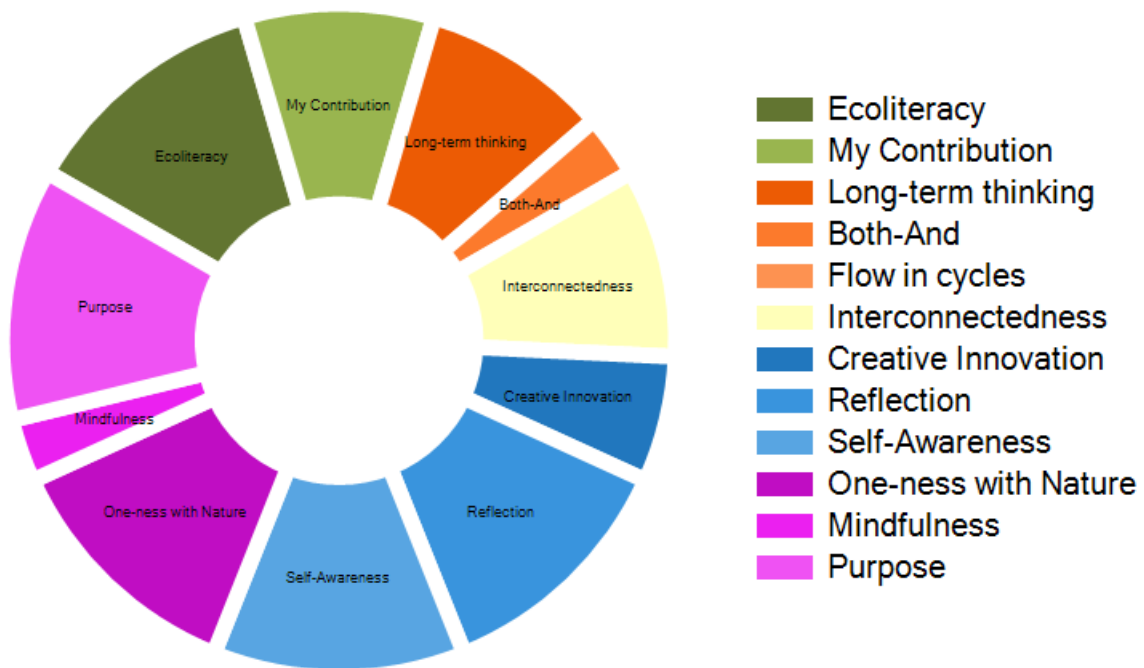 My Contribution
Long-term thinking
Ecoliteracy
Both-And
Interconnectedness
Purpose
Creative Innovation
Mindfulness
One-ness with Nature
Reflection
Self-Awareness
Ecoliteracy
My Contribution
Long-term thinking
Both-And
Flow in cycles
Interconnectedness
Creative Innovation
Reflection
Self-Awareness
One-ness with Nature
Mindfulness
Purpose